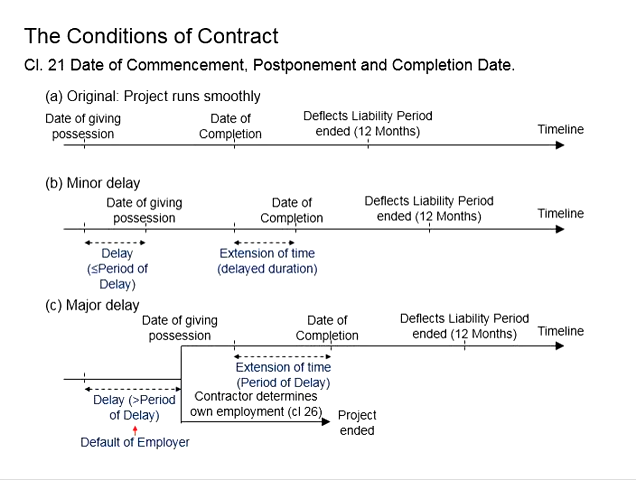 The Conditions of Contract
Cl. 21 Date of Commencement, Postponement and Completion Date.
(a) Original: Project runs smoothly
Date of giving
possession
Date of
Completion
Deflects Liability Period
ended (12 Months)
Timeline
(b) Minor delay
Date of giving
possession
Date of
Completion
Deflects Liability Period
ended (12 Months)
Timeline
Delay
(≤Period of
Delay)
Extension of time
(delayed duration)
(c) Major delay
Date of giving
possession
Date of
Completion
Deflects Liability Period
ended (12 Months)
Timeline
Extension of time
(Period of Delay)
Delay (>Period
of Delay)
Contractor determines
own employment (cl 26)
Project
ended
Default of Employer